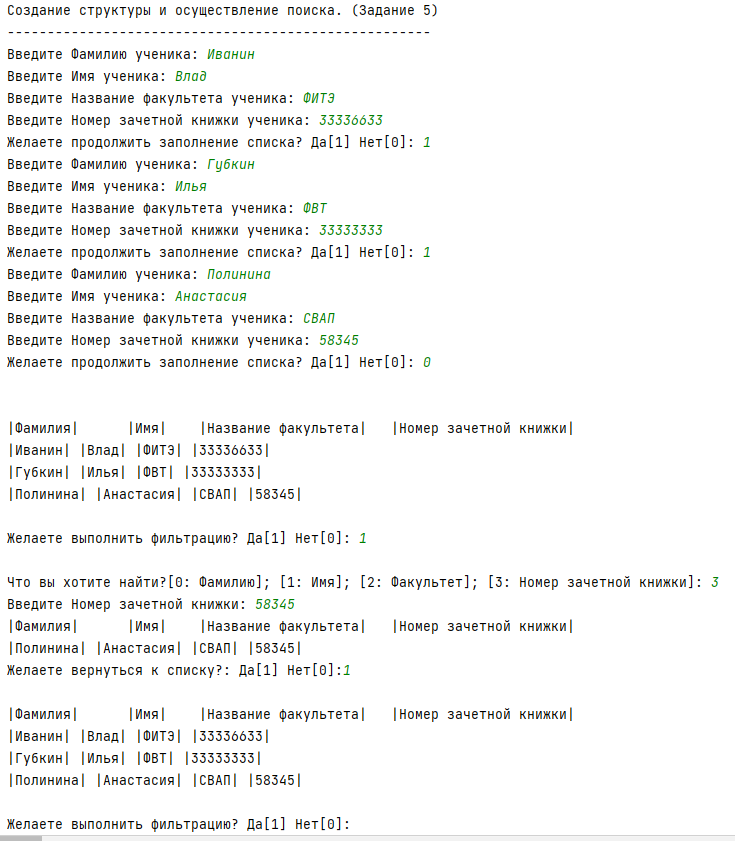 Создание структуры и осуществление поиска. (Задание 5)
-----------------------------------------------------
Введите Фамилию ученика: Иванин
Введите Имя ученика: Влад
Введите Название факультета ученика: ФИТЭ
Введите Номер зачетной книжки ученика: 33336633
Желаете продолжить заполнение списка? Да[1] Нет[0]: 1
Введите Фамилию ученика: Губкин
Введите Имя ученика: Илья
Введите Название факультета ученика: ФВТ
Введите Номер зачетной книжки ученика: 33333333
Желаете продолжить заполнение списка? Да[1] Нет[0]: 1
Введите Фамилию ученика: Полинина
Введите Имя ученика: Анастасия
Введите Название факультета ученика: СВАП
Введите Номер зачетной книжки ученика: 58345
Желаете продолжить заполнение списка? Да[1] Нет[0]: 0
|Фамилия|      |Имя|    |Название факультета|   |Номер зачетной книжки|
|Иванин| |Влад| |ФИТЭ| |33336633|
|Губкин| |Илья| |ФВТ| |33333333|
|Полинина| |Анастасия| |СВАП| |58345|
Желаете выполнить фильтрацию? Да[1] Нет[0]: 1
Что вы хотите найти?[0: Фамилию]; [1: Имя]; [2: Факультет]; [3: Номер зачетной книжки]: 3
Введите Номер зачетной книжки: 58345
|Фамилия|      |Имя|    |Название факультета|   |Номер зачетной книжки|
|Полинина| |Анастасия| |СВАП| |58345|
Желаете вернуться к списку?: Да[1] Нет[0]:1
|Фамилия|      |Имя|    |Название факультета|   |Номер зачетной книжки|
|Иванин| |Влад| |ФИТЭ| |33336633|
|Губкин| |Илья| |ФВТ| |33333333|
|Полинина| |Анастасия| |СВАП| |58345|
Желаете выполнить фильтрацию? Да[1] Нет[0]: